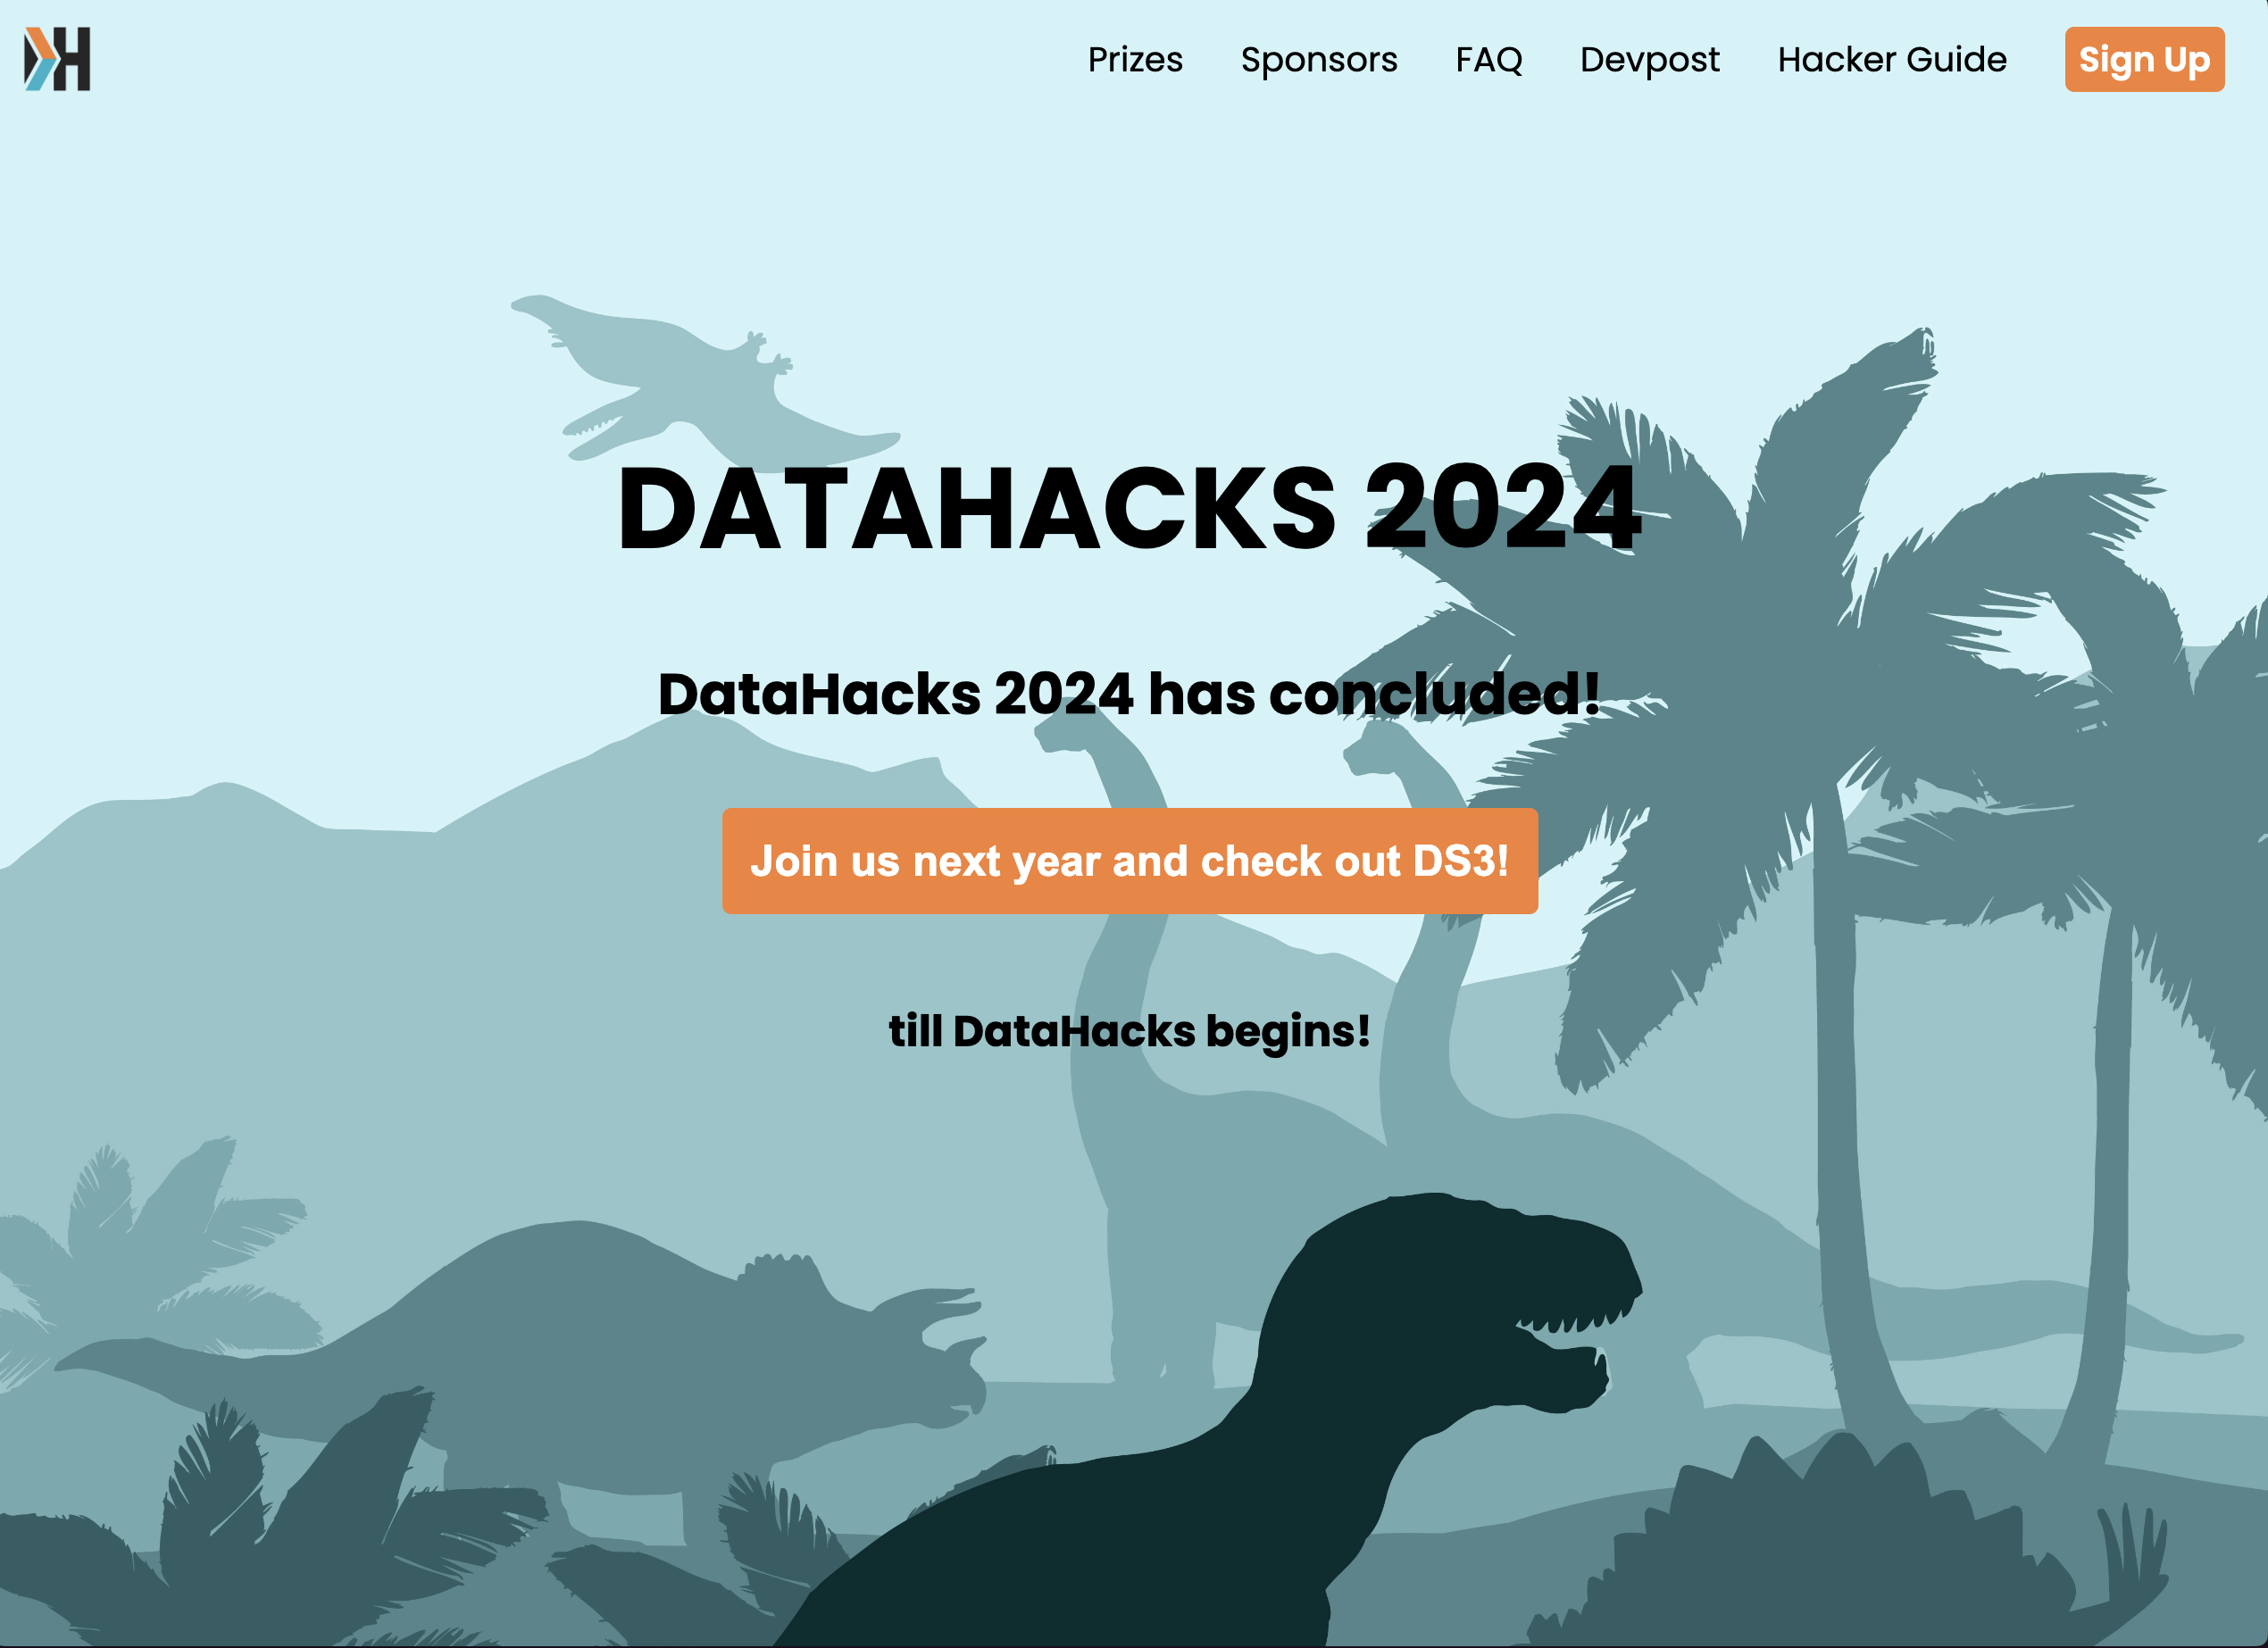 DH
Prizes Sponsors FAQ Devpost Hacker Guide Sign Up
DATAHACKS 2024
DataHacks 2024 has concluded!
Join us next year and check out DS3!
till DataHacks begins!